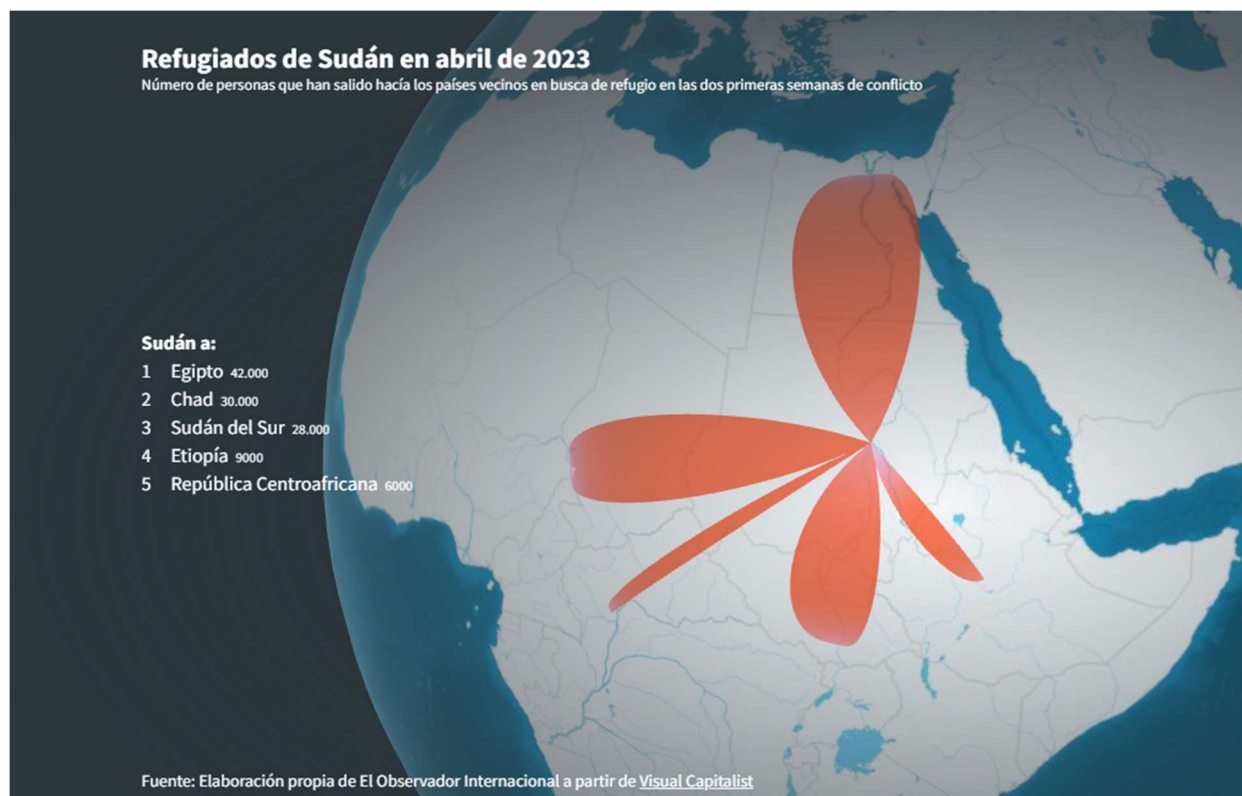 Refugiados de Sudán en abril de 2023
Número de personas que han salido hacía los países vecinos en busca de refugio en las dos primeras semanas de conflicto
Sudán a:
1 Egipto 42.000
2 Chad 30.000
3 Sudán del Sur 28.000
4 Etiopía 9000
5 República Centroafricana 6000
Fuente: Elaboración propia de El Observador Internacional a partir de Visual Capitalist